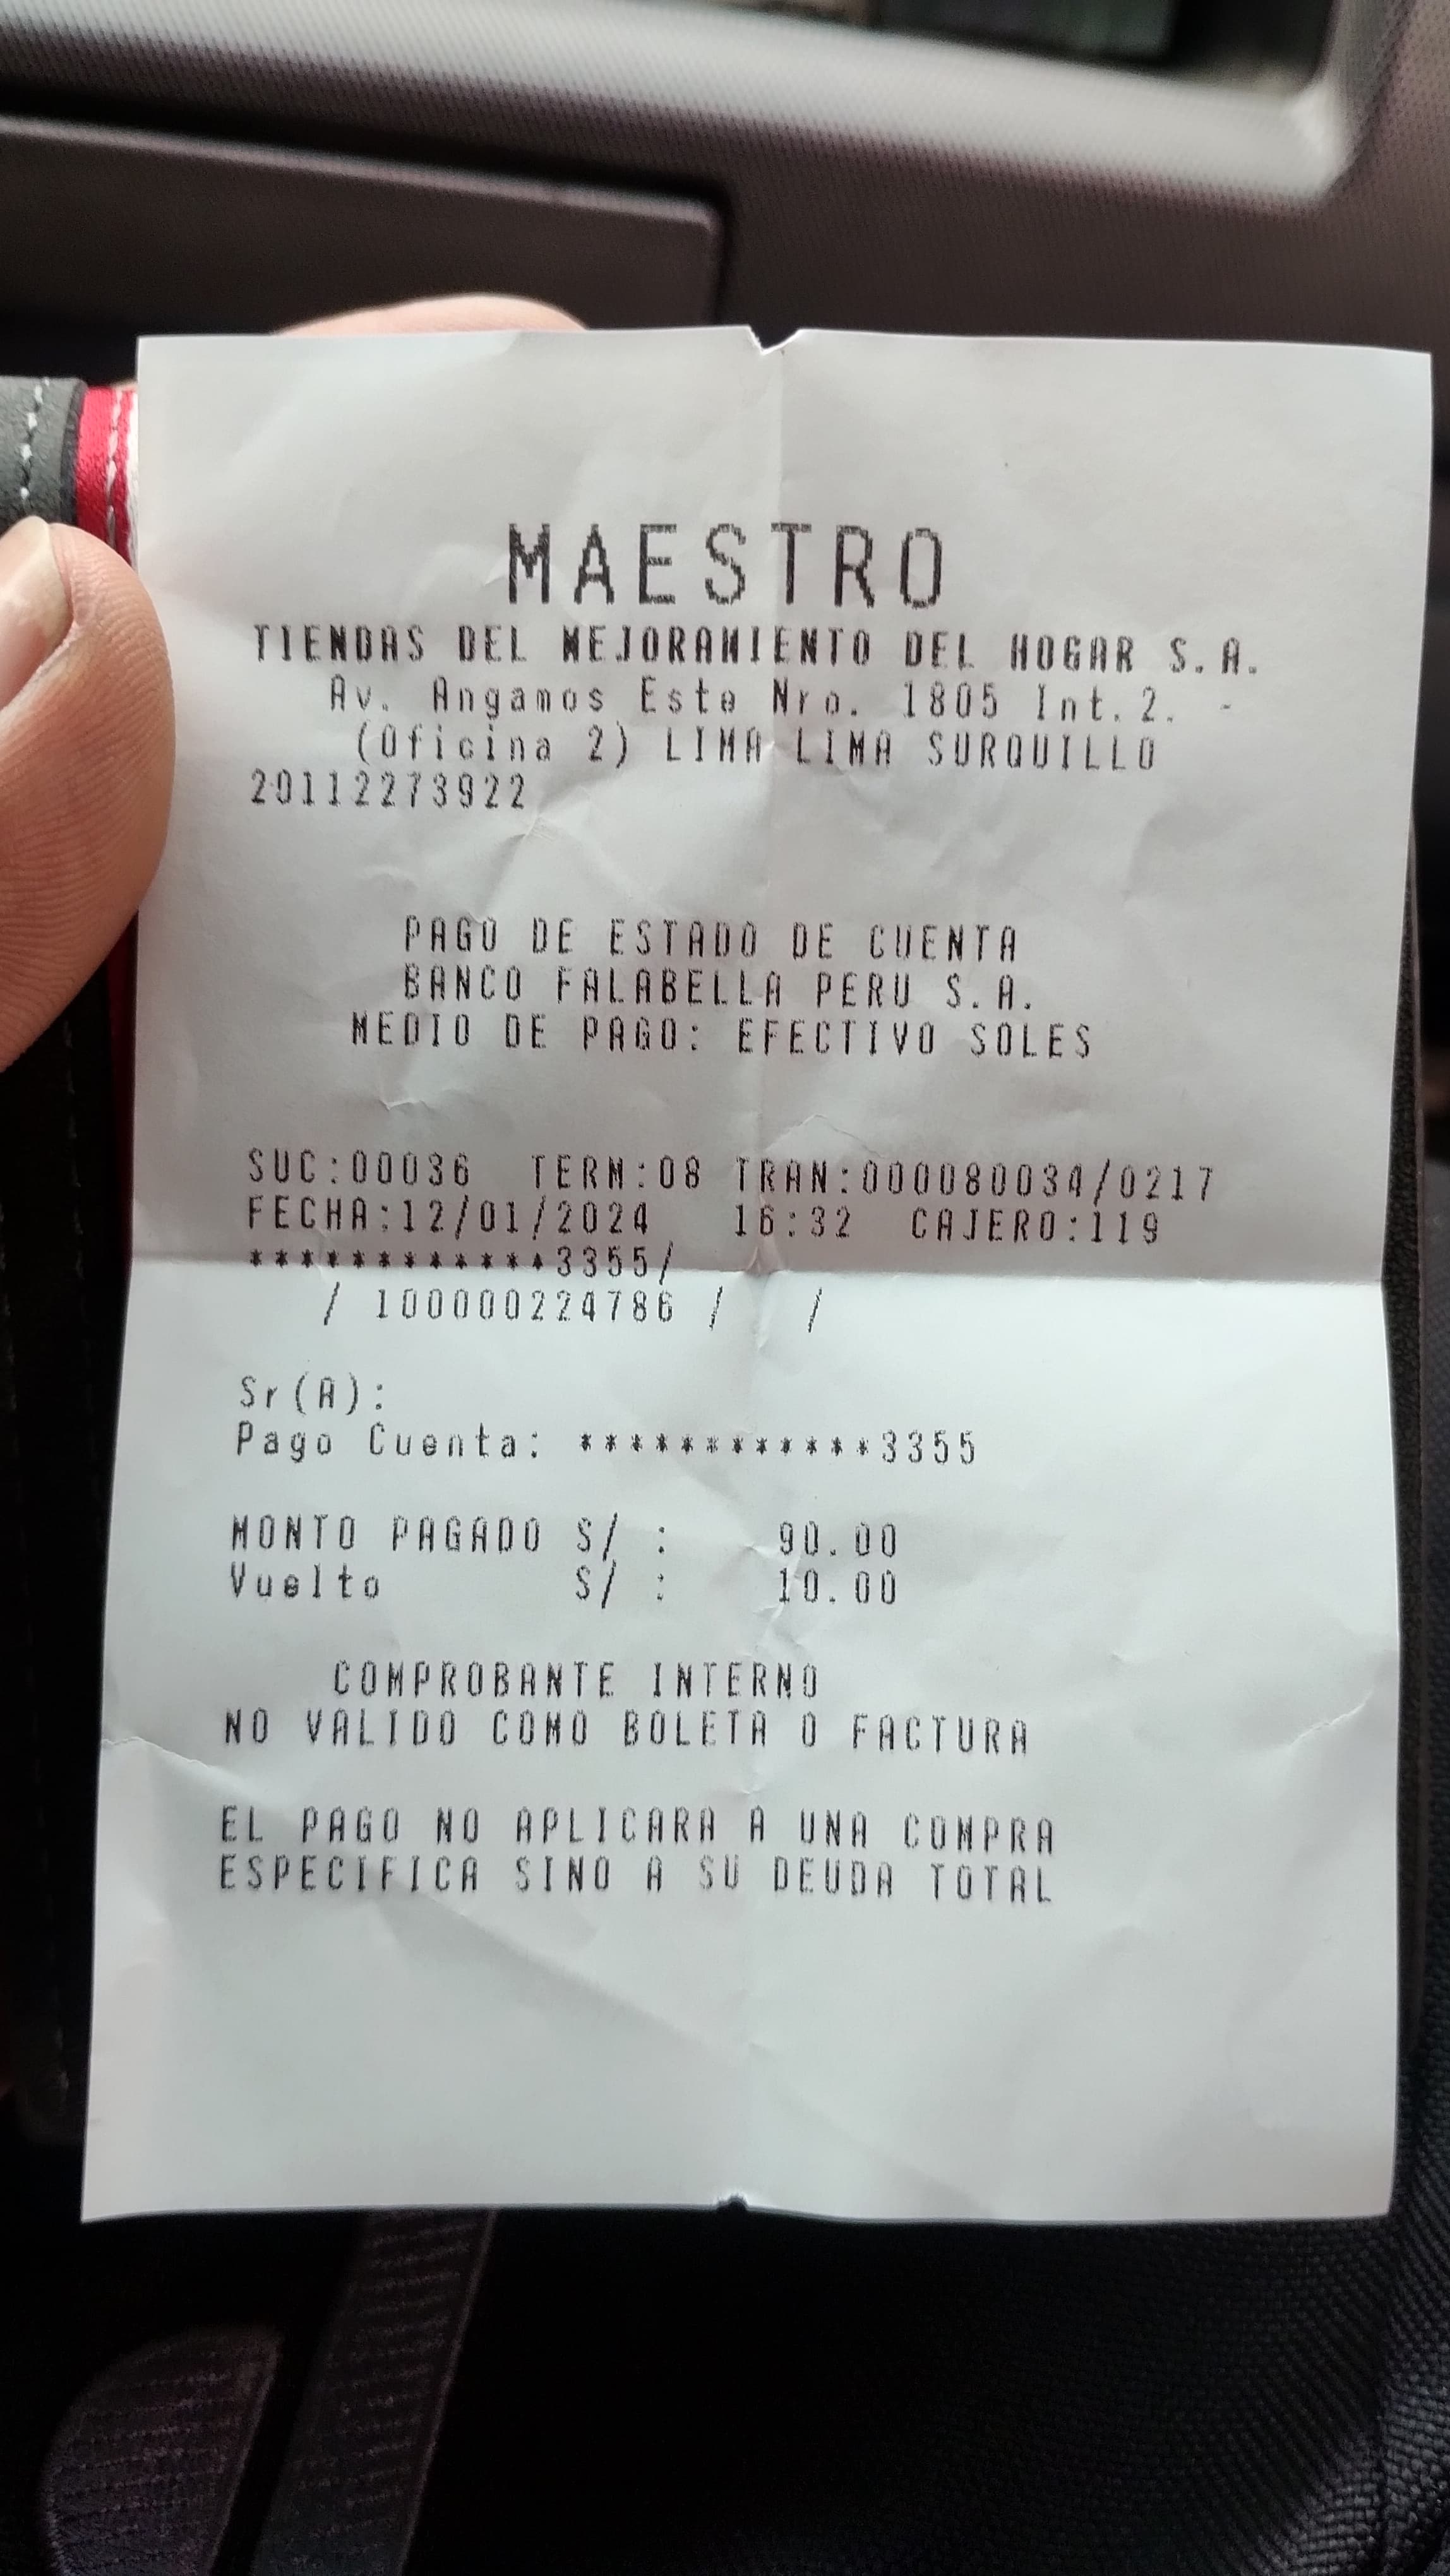 MAESTRO
TIENDAS DEL MEJORAMIENTO DEL HOGAR S.A.
Av. Angamos Este Nro. 1805 Int.2. -
(Oficina 2) LIMA LIMA SURQUILLO
20112273922
PAGO DE ESTADO DE CUENTA
BANCO FALABELLA PERU S.A.
MEDIO DE PAGO: EFECTIVO SOLES
SUC:00036 TERM:08 TRAN:000080034/0217
FECHA:12/01/2024 16:32 CAJERO:119
************3355/
/ 100000224786 / /
Sr(A):
Pago Cuenta: ************3355
MONTO PAGADO S/ : 90.00
Vuelto S/ : 10.00
COMPROBANTE INTERNO
NO VALIDO COMO BOLETA O FACTURA
EL PAGO NO APLICARA A UNA COMPRA
ESPECIFICA SINO A SU DEUDA TOTAL